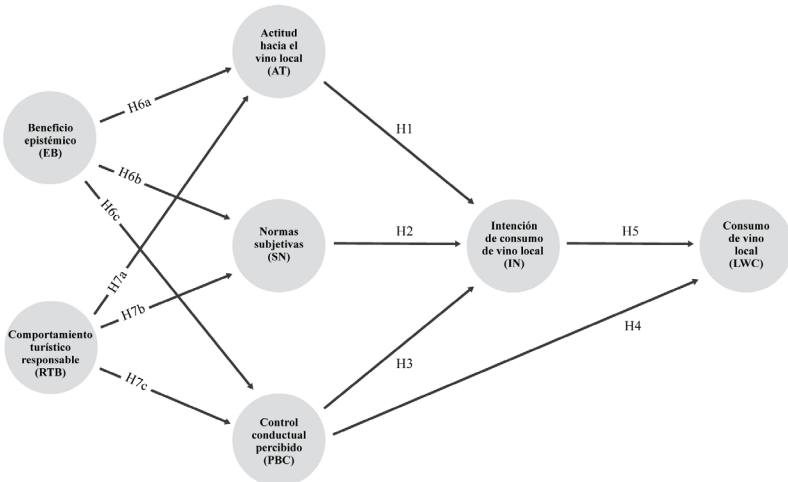 Actitud
hacia el
vino local
(AT)
H6a
H1
Beneficio
epistémico
(EB)
H6b
H6c
Normas
subjetivas
(SN)
H2
Intención
de consumo
de vino local
(IN)
H5
Consumo
de vino
local
(LWC)
H7a
H7b
H4
Comportamiento
turístico
responsable
(RTB)
H7c
H3
Control
conductual
percibido
(PBC)